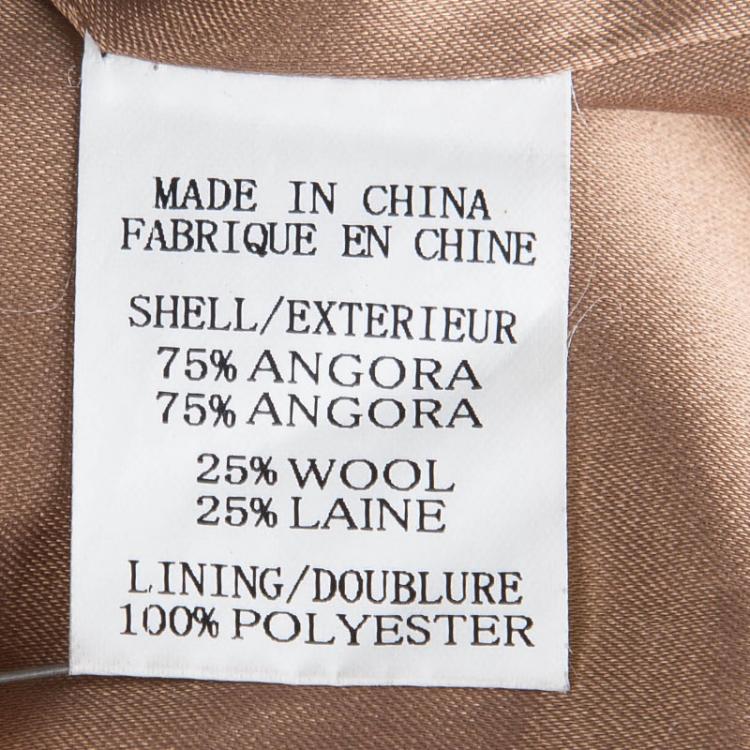 MADE IN CHINA
FABRIQUE EN CHINE
SHELL/EXTERIEUR
75% ANGORA
75% ANGORA
25% WOOL
25% LAINE
LINING/DOUBLURE
100% POLYESTER